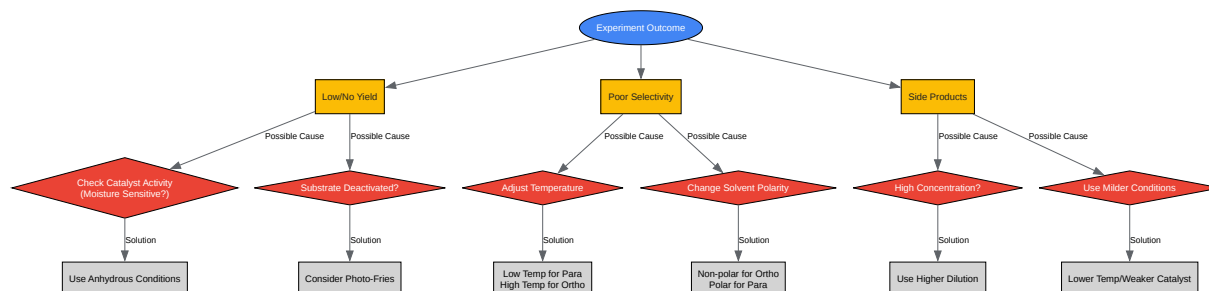 Experiment Outcome
Low/No Yield
Poor Selectivity
Side Products
Possible Cause
Possible Cause
Possible Cause
Possible Cause
Possible Cause
Possible Cause
Check Catalyst Activity
(Moisture Sensitive?)
Substrate Deactivated?
Adjust Temperature
Change Solvent Polarity
High Concentration?
Use Milder Conditions
Solution
Solution
Solution
Solution
Solution
Solution
Use Anhydrous Conditions
Consider Photo-Fries
Low Temp for Para
High Temp for Ortho
Non-polar for Ortho
Polar for Para
Use Higher Dilution
Lower Temp/Weaker Catalyst